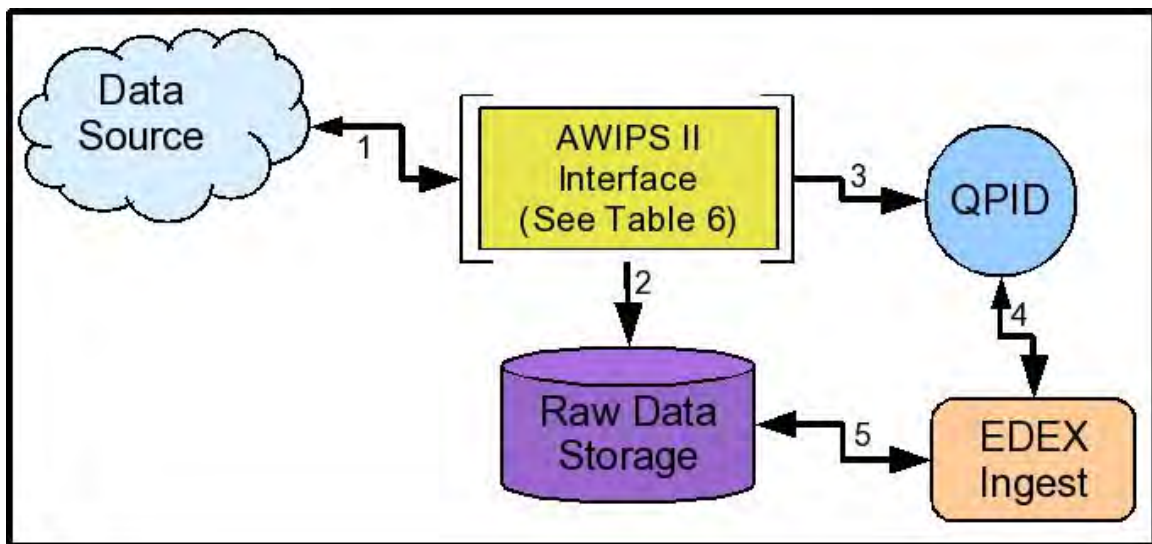 Data
Source
1
AWIPS II
Interface
(See Table 6)
3
QPID
2
4
Raw Data
Storage
5
EDEX
Ingest